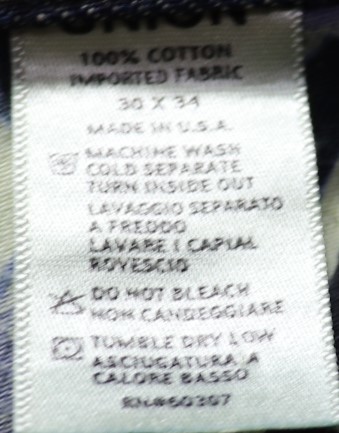 UNION
100% COTTON
IMPORTED FABRIC
30 X 34
MADE IN U.S.A.
MACHINE WASH
COLD SEPARATE
TURN INSIDE OUT
LAVAGGIO SEPARATO
A FREDDO
LAVARE I CAPIAL
ROVESCIO
DO NOT BLEACH
NON CANDEGGIARE
TUMBLE DRY LOW
ASCIUGATURA A
CALORE BASSO
RN#60307